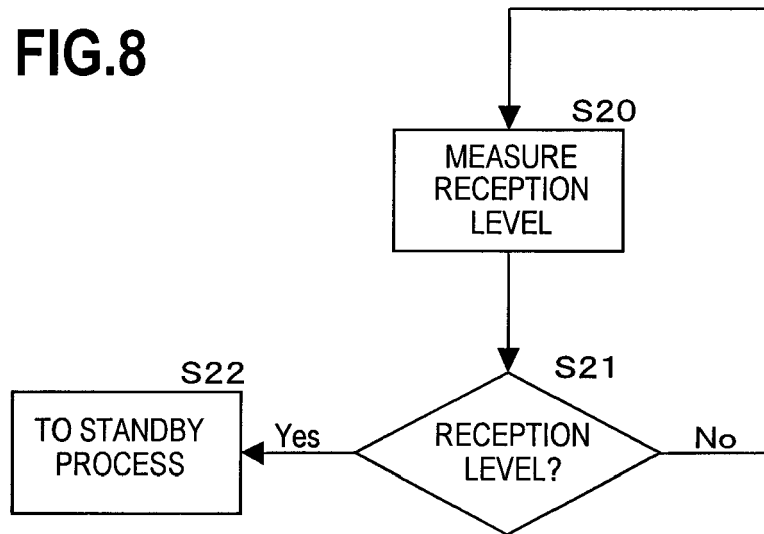 FIG.8
S20
MEASURE
RECEPTION
LEVEL
S21
RECEPTION
LEVEL?
Yes
No
S22
TO STANDBY
PROCESS